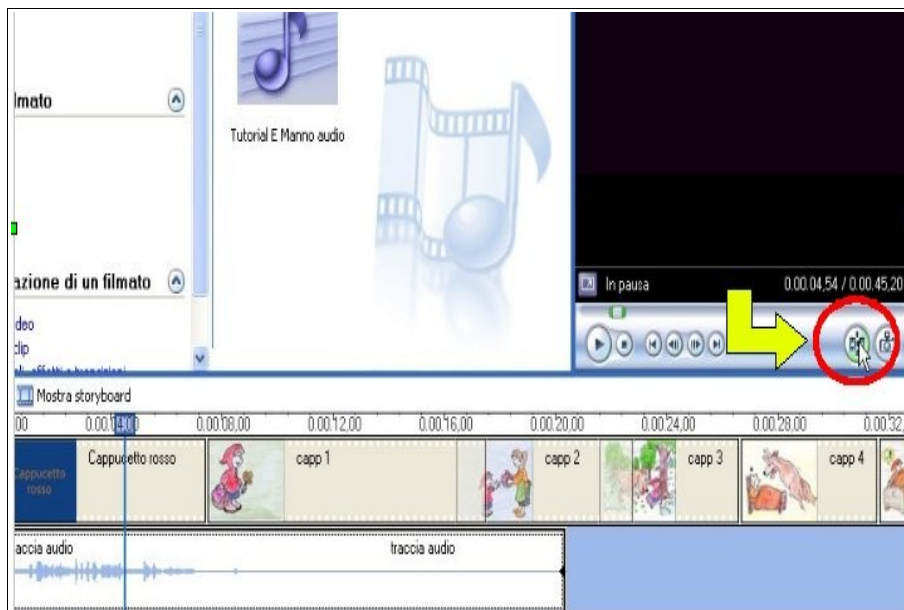 lmato
Tutorial E Manno audio
azione di un filmato
deo
clip
In pausa
0.00.04,54 / 0.00.45,20
Mostra storyboard
00
0.00.04,00
0.00.08,00
0.00.12,00
0.00.16,00
0.00.20,00
0.00.24,00
0.00.28,00
0.00.32,
Cappucetto rosso
Cappucetto rosso
capp 1
capp 2
capp 3
capp 4
accia audio
traccia audio